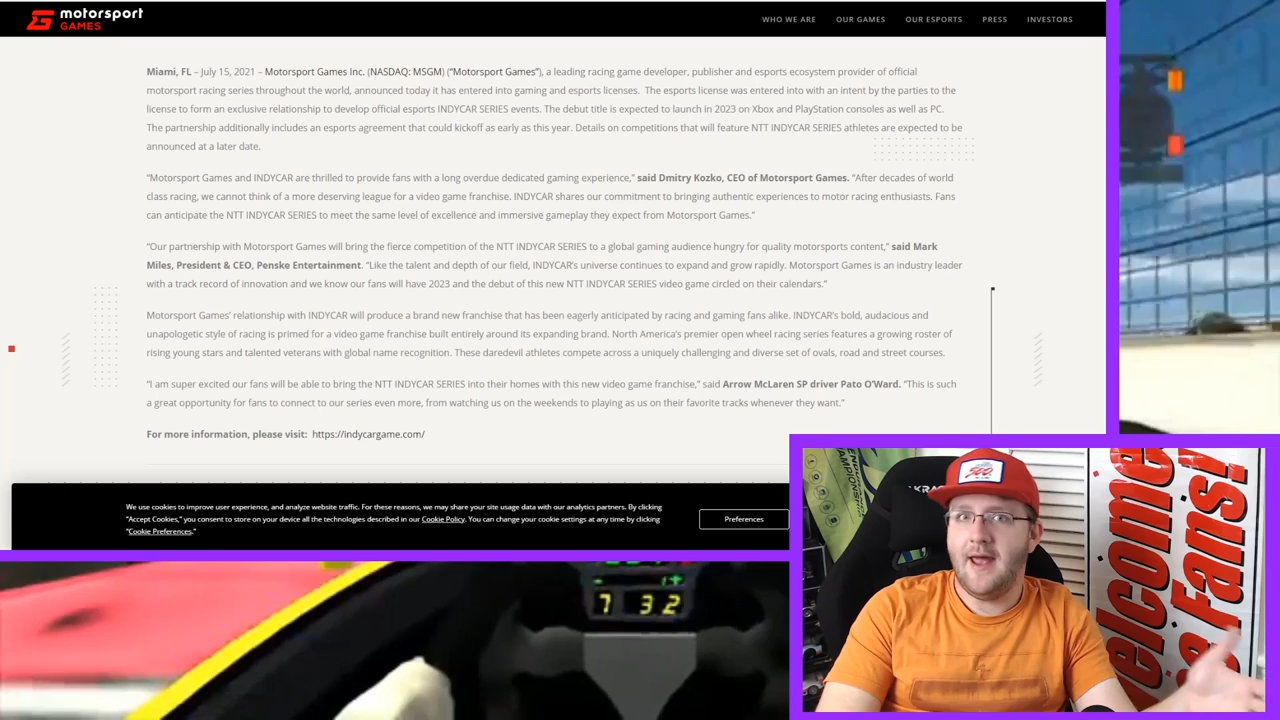 motorsport
GAMES
WHO WE ARE OUR GAMES OUR ESPORTS PRESS INVESTORS
Miami, FL – July 15, 2021 – Motorsport Games Inc. (NASDAQ: MSGM) (“Motorsport Games”), a leading racing game developer, publisher and esports ecosystem provider of official
motorsport racing series throughout the world, announced today it has entered into gaming and esports licenses. The esports license was entered into with an intent by the parties to the
license to form an exclusive relationship to develop official esports INDYCAR SERIES events. The debut title is expected to launch in 2023 on Xbox and PlayStation consoles as well as PC.
The partnership additionally includes an esports agreement that could kickoff as early as this year. Details on competitions that will feature NTT INDYCAR SERIES athletes are expected to be
announced at a later date.
“Motorsport Games and INDYCAR are thrilled to provide fans with a long overdue dedicated gaming experience,” said Dmitry Kozko, CEO of Motorsport Games. “After decades of world
class racing, we cannot think of a more deserving league for a video game franchise. INDYCAR shares our commitment to bringing authentic experiences to motor racing enthusiasts. Fans
can anticipate the NTT INDYCAR SERIES to meet the same level of excellence and immersive gameplay they expect from Motorsport Games.”
“Our partnership with Motorsport Games will bring the fierce competition of the NTT INDYCAR SERIES to a global gaming audience hungry for quality motorsports content,” said Mark
Miles, President & CEO, Penske Entertainment. “Like the talent and depth of our field, INDYCAR’s universe continues to expand and grow rapidly. Motorsport Games is an industry leader
with a track record of innovation and we know our fans will have 2023 and the debut of this new NTT INDYCAR SERIES video game circled on their calendars.”
Motorsport Games’ relationship with INDYCAR will produce a brand new franchise that has been eagerly anticipated by racing and gaming fans alike. INDYCAR’s bold, audacious and
unapologetic style of racing is primed for a video game franchise built entirely around its expanding brand. North America’s premier open wheel racing series features a growing roster of
rising young stars and talented veterans with global name recognition. These daredevil athletes compete across a uniquely challenging and diverse set of ovals, road and street courses.
“I am super excited our fans will be able to bring the NTT INDYCAR SERIES into their homes with this new video game franchise,” said Arrow McLaren SP driver Pato O’Ward. “This is such
a great opportunity for fans to connect to our series even more, from watching us on the weekends to playing as us on their favorite tracks whenever they want.”
For more information, please visit: https://indycargame.com/
We use cookies to improve user experience, and analyze website traffic. For these reasons, we may share your site usage data with our analytics partners. By clicking
“Accept Cookies,” you consent to store on your device all the technologies described in our Cookie Policy. You can change your cookie settings at any time by clicking
“Cookie Preferences.”
Preferences
7 32
500
elcome
Fans!